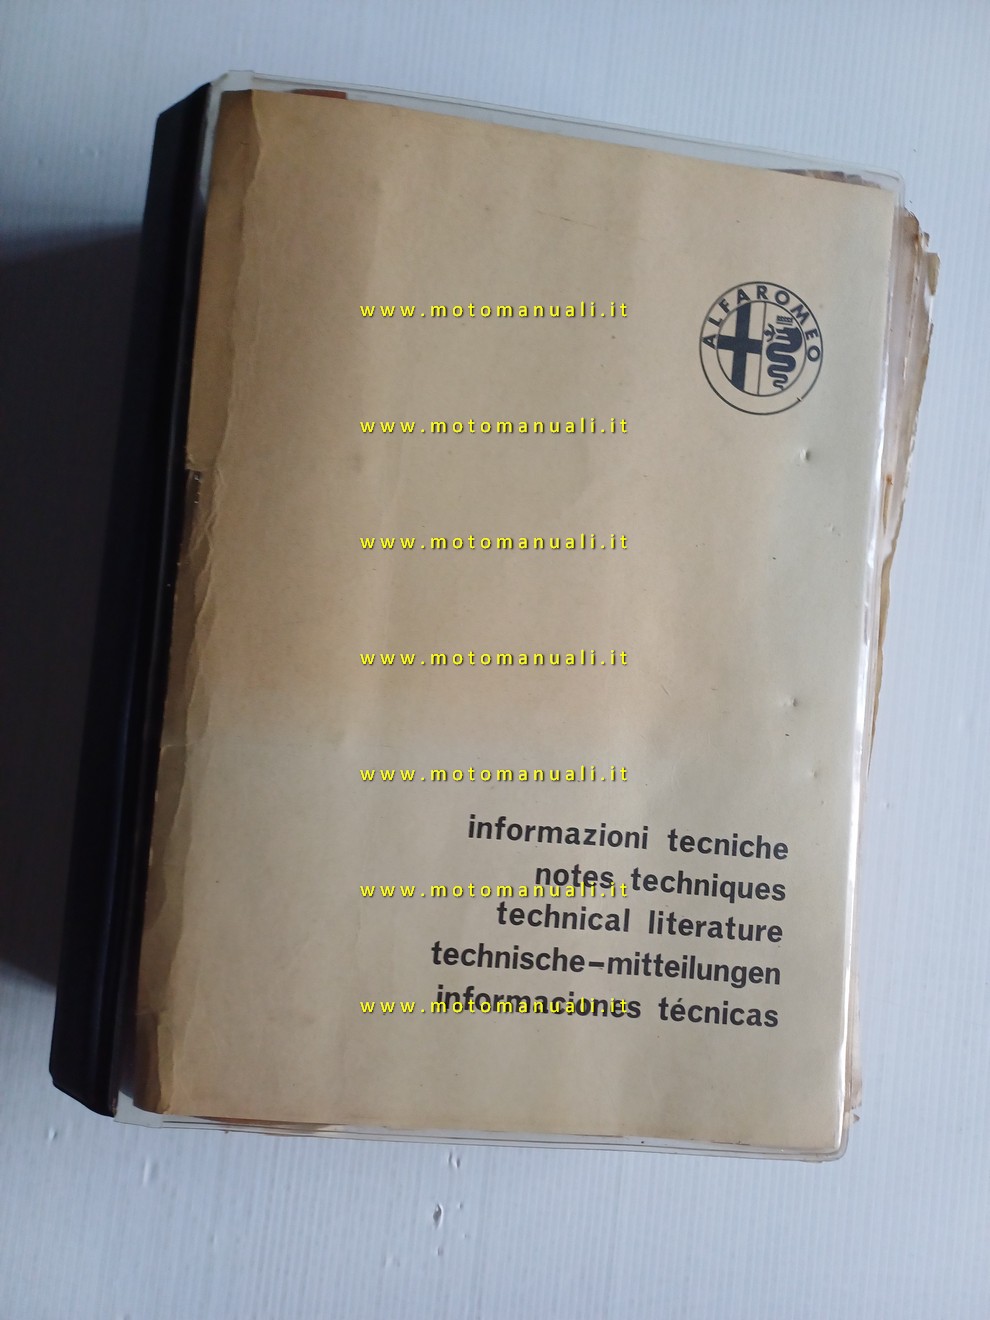 ALFA ROMEO
www.motomanuali.it
www.motomanuali.it
www.motomanuali.it
www.motomanuali.it
www.motomanuali.it
informazioni tecniche
notes techniques
www.motomanuali.it
technical literature
technische-mitteilungen
informaciones técnicas
www.motomanuali.it